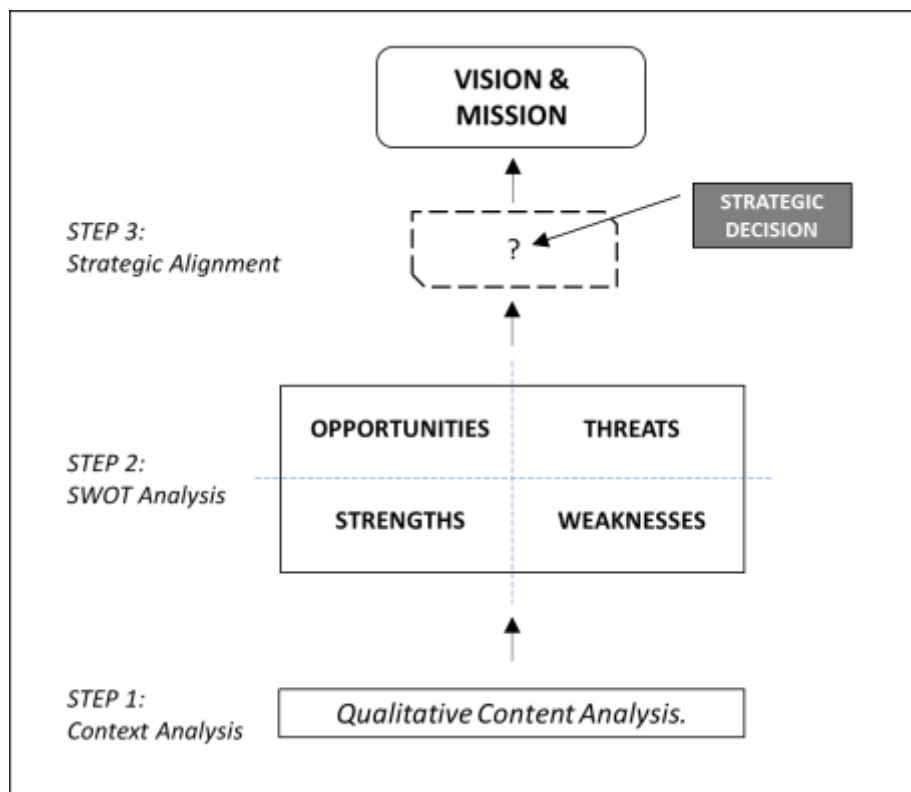 VISION &
MISSION
STRATEGIC
DECISION
STEP 3:
Strategic Alignment
?
OPPORTUNITIES
THREATS
STEP 2:
SWOT Analysis
STRENGTHS
WEAKNESSES
STEP 1:
Context Analysis
Qualitative Content Analysis.